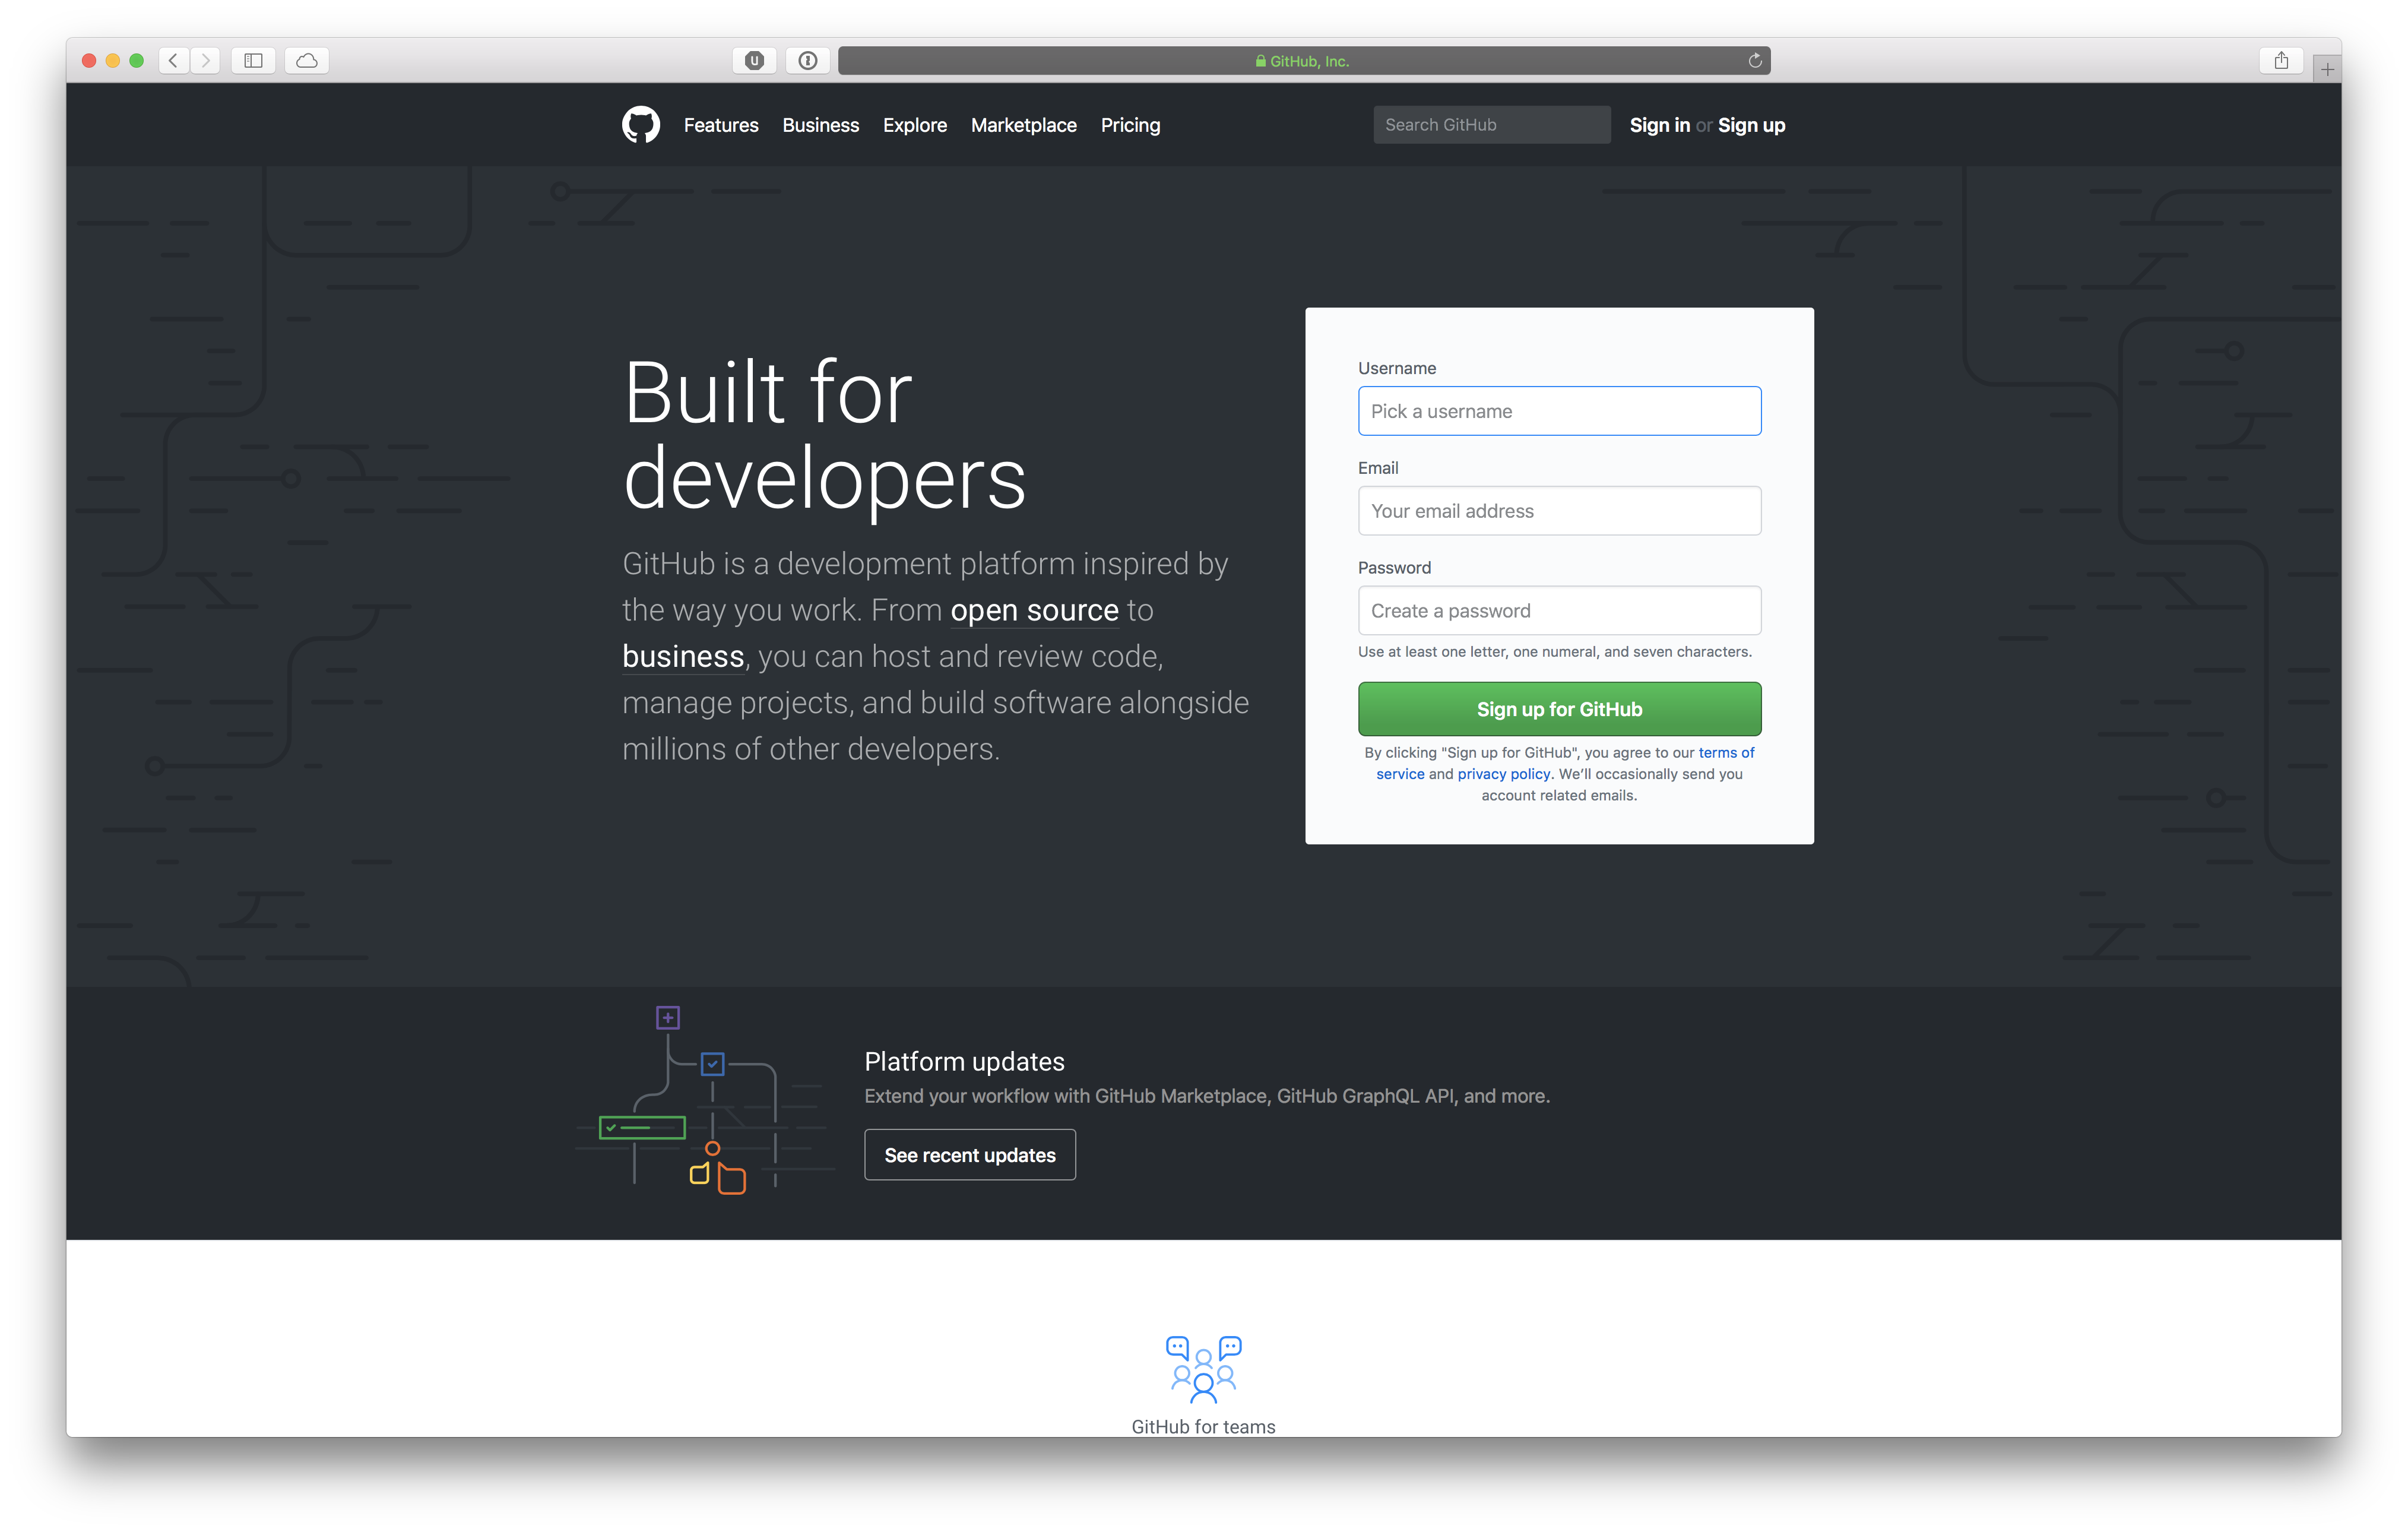 GitHub, Inc.
Features Business Explore Marketplace Pricing
Search GitHub
Sign in or Sign up
Built for
developers
GitHub is a development platform inspired by
the way you work. From open source to
business, you can host and review code,
manage projects, and build software alongside
millions of other developers.
Username
Pick a username
Email
Your email address
Password
Create a password
Use at least one letter, one numeral, and seven characters.
Sign up for GitHub
By clicking "Sign up for GitHub", you agree to our terms of
service and privacy policy. We’ll occasionally send you
account related emails.
Platform updates
Extend your workflow with GitHub Marketplace, GitHub GraphQL API, and more.
See recent updates
GitHub for teams